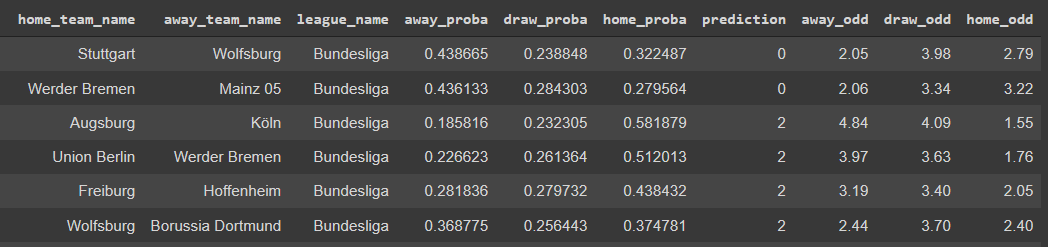 home_team_name away_team_name league_name away_proba draw_proba home_proba prediction away_odd draw_odd home_odd
Stuttgart Wolfsburg Bundesliga 0.438665 0.238848 0.322487 0 2.05 3.98 2.79
Werder Bremen Mainz 05 Bundesliga 0.436133 0.284303 0.279564 0 2.06 3.34 3.22
Augsburg Köln Bundesliga 0.185816 0.232305 0.581879 2 4.84 4.09 1.55
Union Berlin Werder Bremen Bundesliga 0.226623 0.261364 0.512013 2 3.97 3.63 1.76
Freiburg Hoffenheim Bundesliga 0.281836 0.279732 0.438432 2 3.19 3.40 2.05
Wolfsburg Borussia Dortmund Bundesliga 0.368775 0.256443 0.374781 2 2.44 3.70 2.40